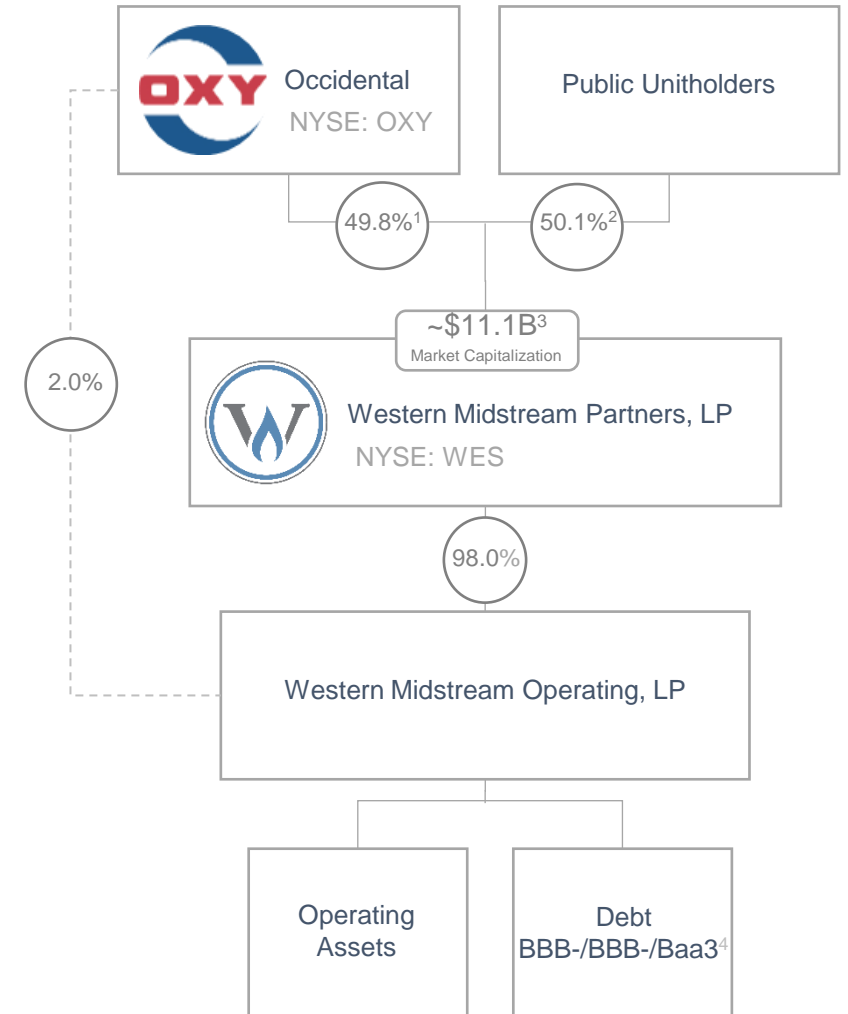 OXY
Occidental
NYSE: OXY
Public Unitholders
49.8%¹
50.1%²
~$11.1B³
Market Capitalization
2.0%
W
Western Midstream Partners, LP
NYSE: WES
98.0%
Western Midstream Operating, LP
Operating
Assets
Debt
BBB-/BBB-/Baa3⁴